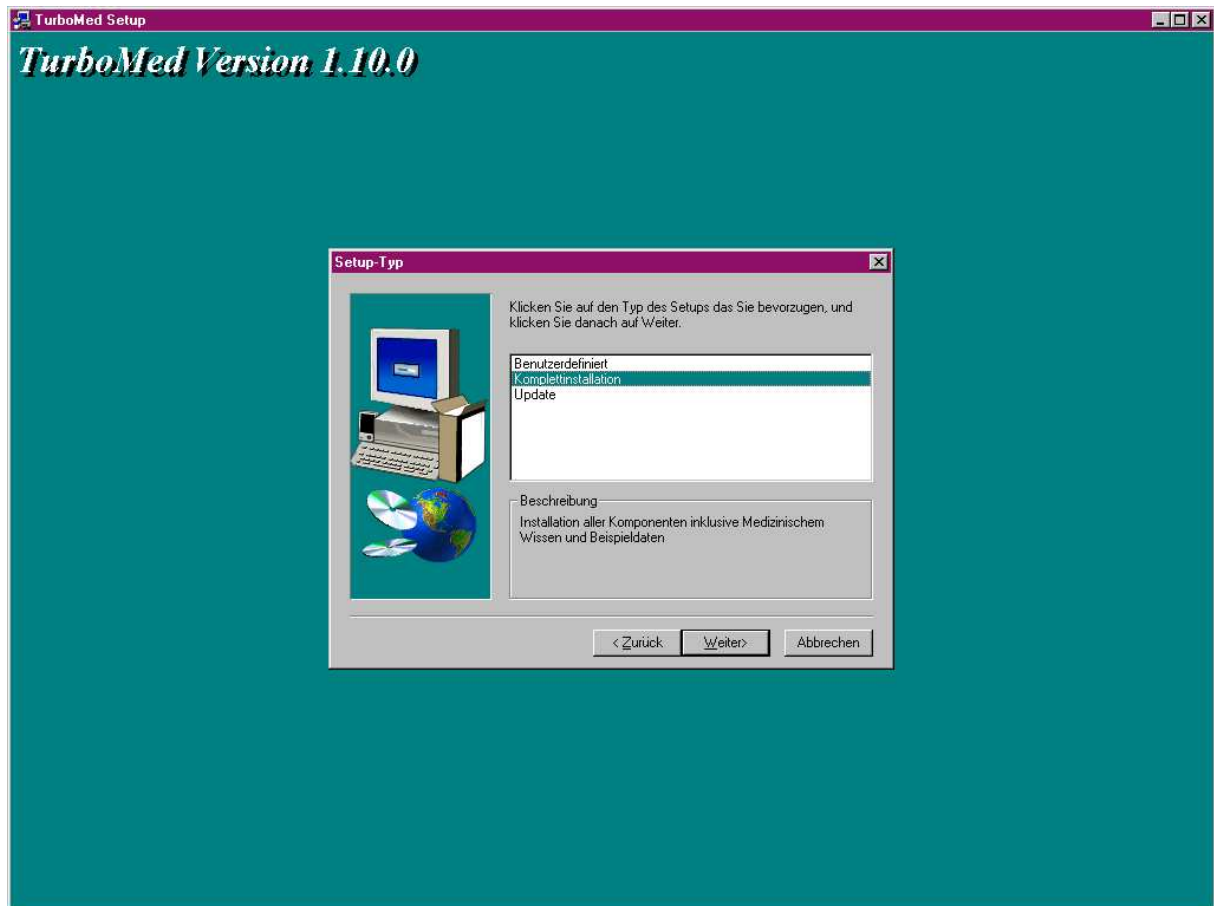 TurboMed Setup
TurboMed Version 1.10.0
Setup-Typ
Klicken Sie auf den Typ des Setups das Sie bevorzugen, und
klicken Sie danach auf Weiter.
Benutzerdefiniert
Komplettinstallation
Update
Beschreibung
Installation aller Komponenten inklusive Medizinischem
Wissen und Beispieldaten
< Zurück
Weiter>
Abbrechen